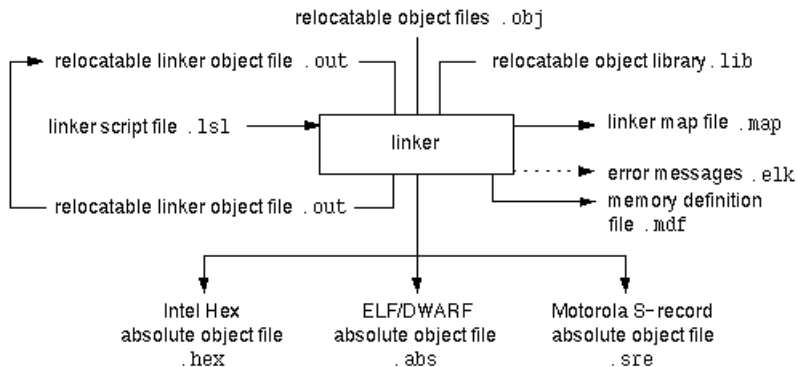 relocatable object files .obj
relocatable linker object file .out
relocatable object library .lib
linker script file .lsl
linker
linker map file .map
error messages .elk
relocatable linker object file .out
memory definition
file .mdf
Intel Hex
absolute object file
.hex
ELF/DWARF
absolute object file
.abs
Motorola S-record
absolute object file
.sre